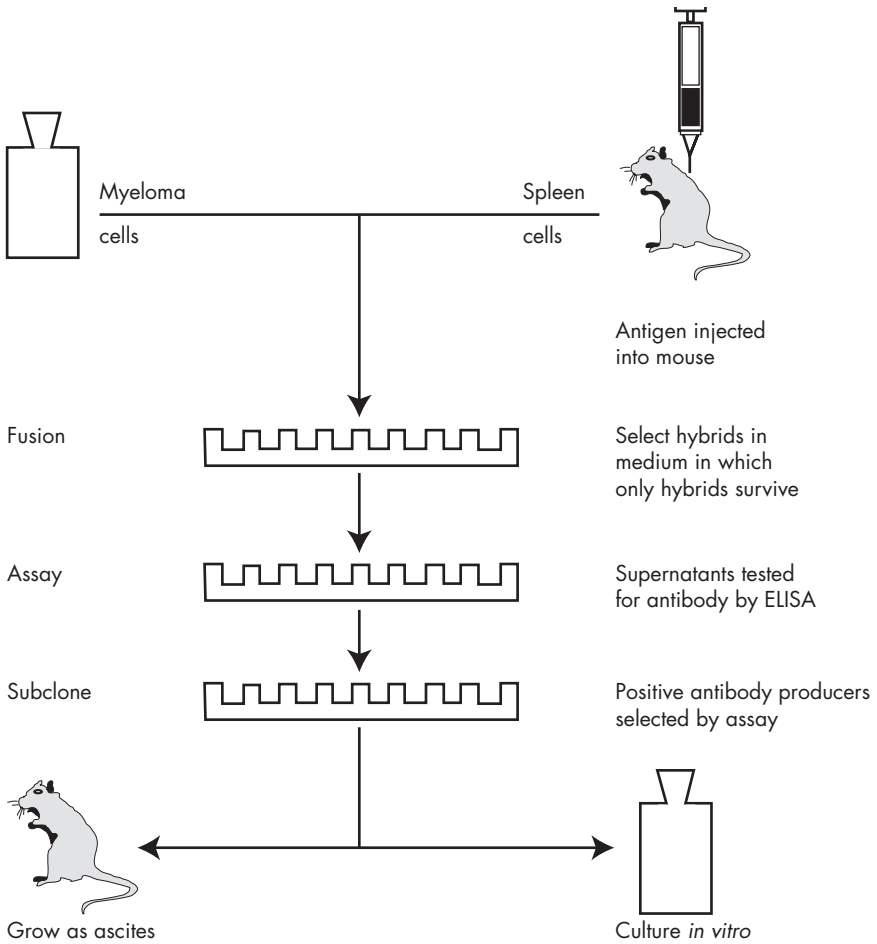 Myeloma
cells
Spleen
cells
Antigen injected
into mouse
Fusion
Select hybrids in
medium in which
only hybrids survive
Assay
Supernatants tested
for antibody by ELISA
Subclone
Positive antibody producers
selected by assay
Grow as ascites
Culture in vitro